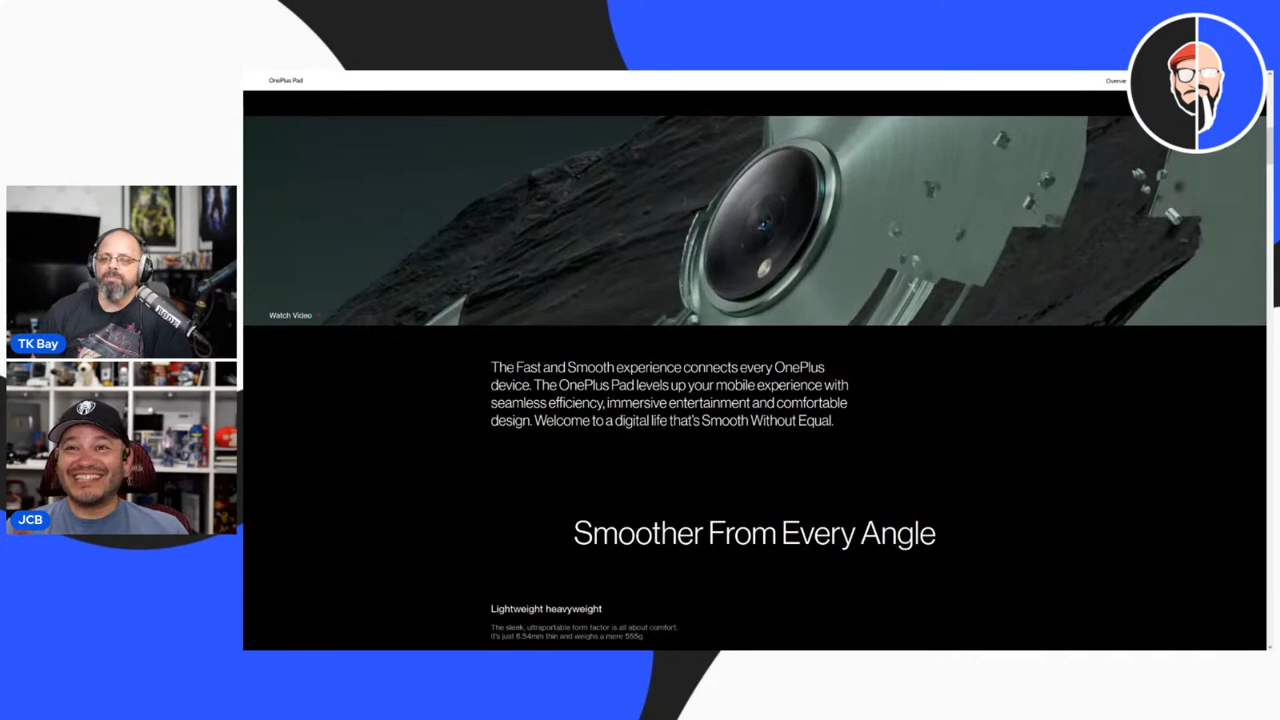 OnePlus Pad
Overvie
Watch Video
The Fast and Smooth experience connects every OnePlus
device. The OnePlus Pad levels up your mobile experience with
seamless efficiency, immersive entertainment and comfortable
design. Welcome to a digital life that's Smooth Without Equal.
Smoother From Every Angle
Lightweight heavyweight
The sleek, ultraportable form factor is all about comfort.
It's just 6.54mm thin and weighs a mere 555g
TK Bay
RODE
JCB